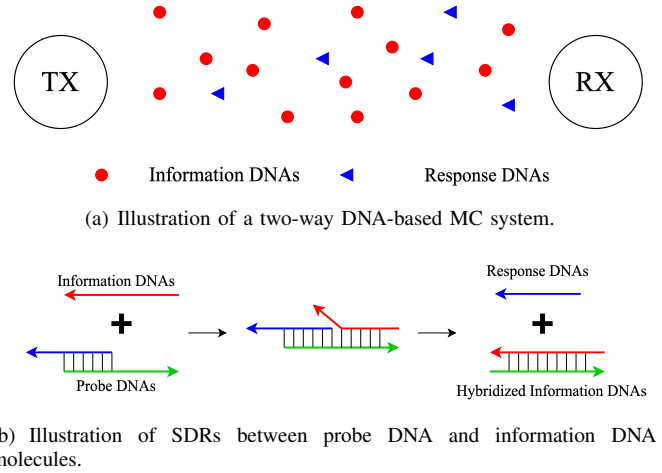 TX
RX
Information DNAs
Response DNAs
(a) Illustration of a two-way DNA-based MC system.
Information DNAs
Response DNAs
Probe DNAs
Hybridized Information DNAs
b) Illustration of SDRs between probe DNA and information DNA
molecules.